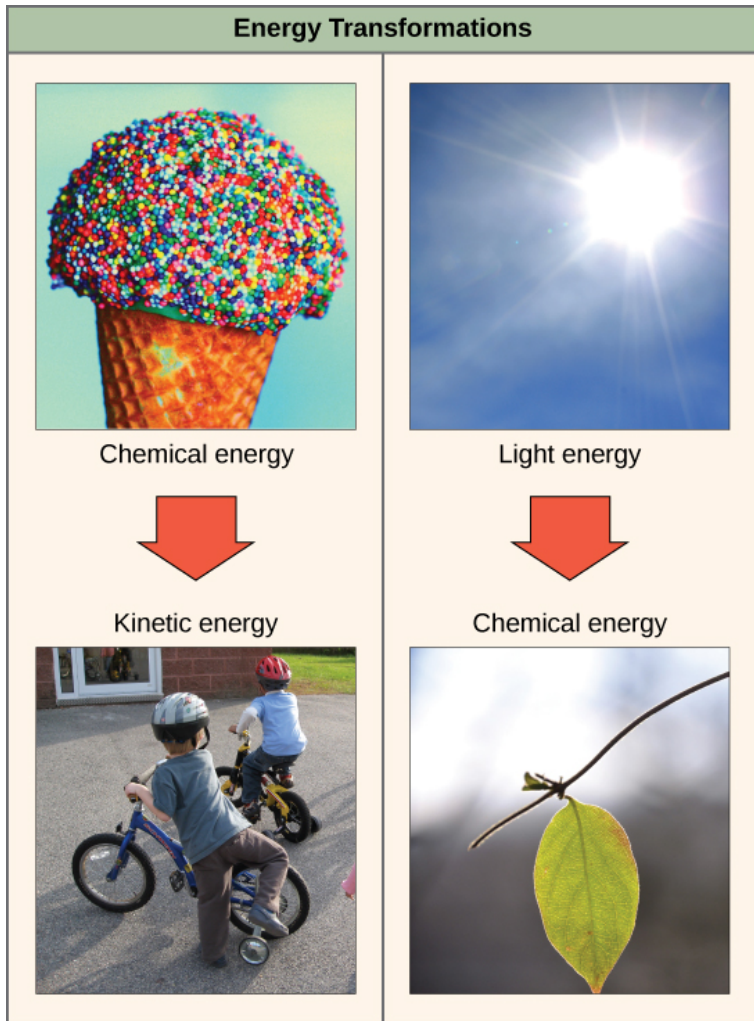 Energy Transformations
Chemical energy
Kinetic energy
Light energy
Chemical energy